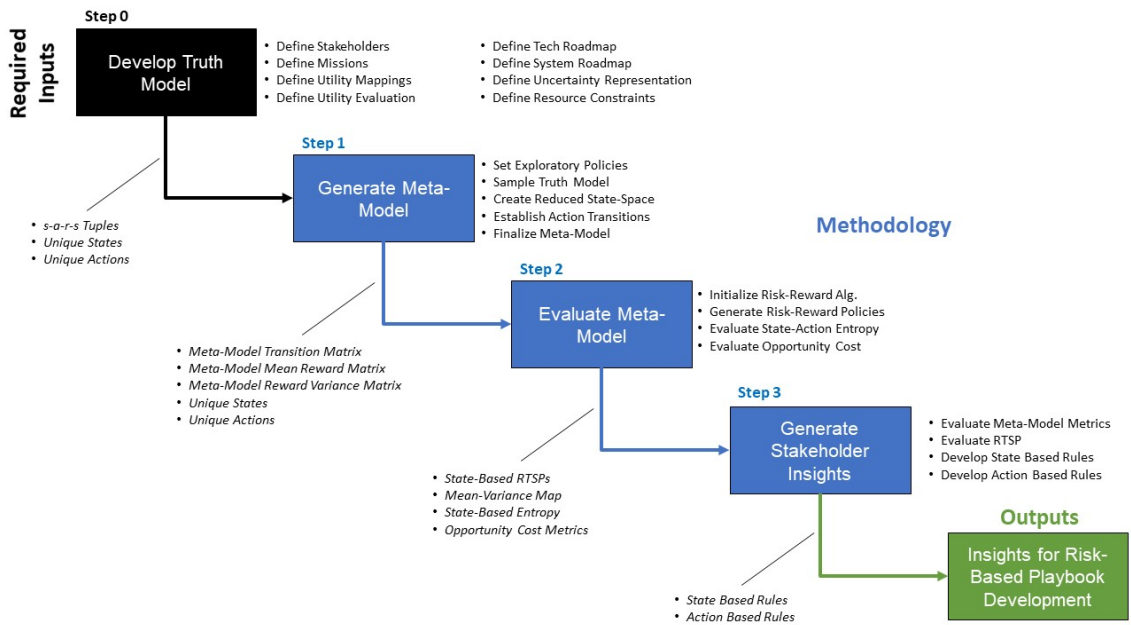 Required
Inputs
Step 0
Develop Truth
Model
• Define Stakeholders
• Define Missions
• Define Utility Mappings
• Define Utility Evaluation
• Define Tech Roadmap
• Define System Roadmap
• Define Uncertainty Representation
• Define Resource Constraints
• s-a-r-s Tuples
• Unique States
• Unique Actions
Step 1
Generate Meta-
Model
• Set Exploratory Policies
• Sample Truth Model
• Create Reduced State-Space
• Establish Action Transitions
• Finalize Meta-Model
Methodology
• Meta-Model Transition Matrix
• Meta-Model Mean Reward Matrix
• Meta-Model Reward Variance Matrix
• Unique States
• Unique Actions
Step 2
Evaluate Meta-
Model
• Initialize Risk-Reward Alg.
• Generate Risk-Reward Policies
• Evaluate State-Action Entropy
• Evaluate Opportunity Cost
• State-Based RTSPs
• Mean-Variance Map
• State-Based Entropy
• Opportunity Cost Metrics
Step 3
Generate
Stakeholder
Insights
• Evaluate Meta-Model Metrics
• Evaluate RTSP
• Develop State Based Rules
• Develop Action Based Rules
• State Based Rules
• Action Based Rules
Outputs
Insights for Risk-
Based Playbook
Development